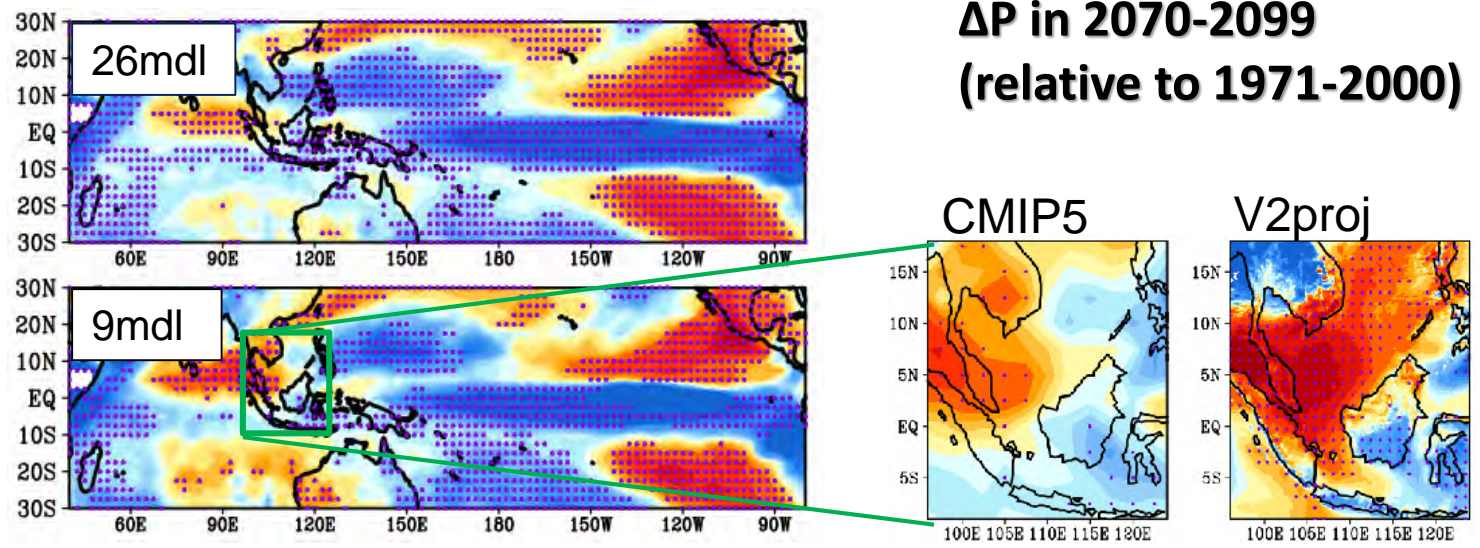 ΔP in 2070-2099
(relative to 1971-2000)
30N
20N
10N
EQ
10S
20S
30S
26mdl
60E 90E 120E 150E 180 150W 120W 90W
30N
20N
10N
EQ
10S
20S
30S
9mdl
60E 90E 120E 150E 180 150W 120W 90W
CMIP5
15N
10N
5N
EQ
5S
100E 105E 110E 115E 120E
V2proj
15N
10N
5N
EQ
5S
100E 105E 110E 115E 120E